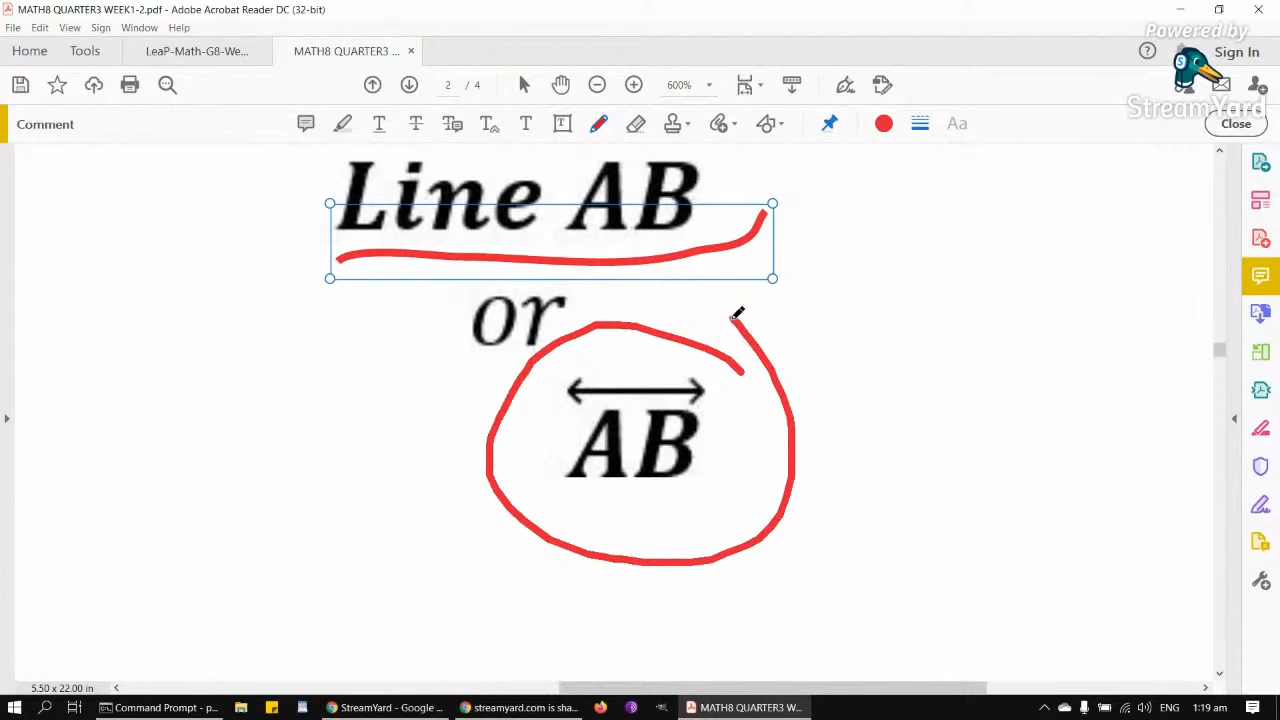 MATH8 QUARTER3 WEEK1-2.pdf - Adobe Acrobat Reader DC (32-bit)
File Edit View Sign Window Help
Powered by
StreamYard
Home Tools LeaP-Math-G8-We... MATH8 QUARTER3 ... × Sign In
2 / 4 600%
Comment Aa Close
Line AB
or
AB
5.50 x 22.00 in
Command Prompt - p... StreamYard - Google ... streamyard.com is sha... MATH8 QUARTER3 W... ENG 1:19 am